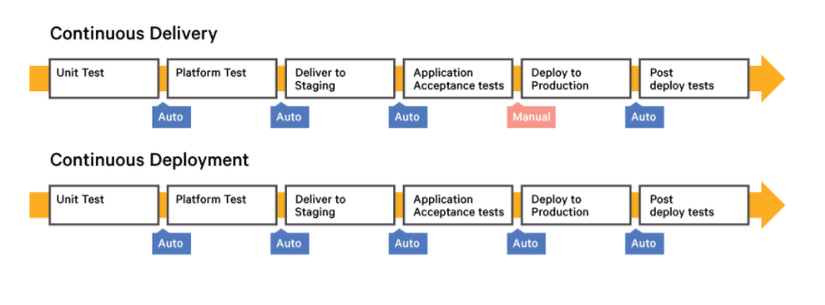 Continuous Delivery
Unit Test
Platform Test
Deliver to
Staging
Application
Acceptance tests
Deploy to
Production
Post
deploy tests
Auto
Auto
Auto
Manual
Auto
Continuous Deployment
Unit Test
Platform Test
Deliver to
Staging
Application
Acceptance tests
Deploy to
Production
Post
deploy tests
Auto
Auto
Auto
Auto
Auto